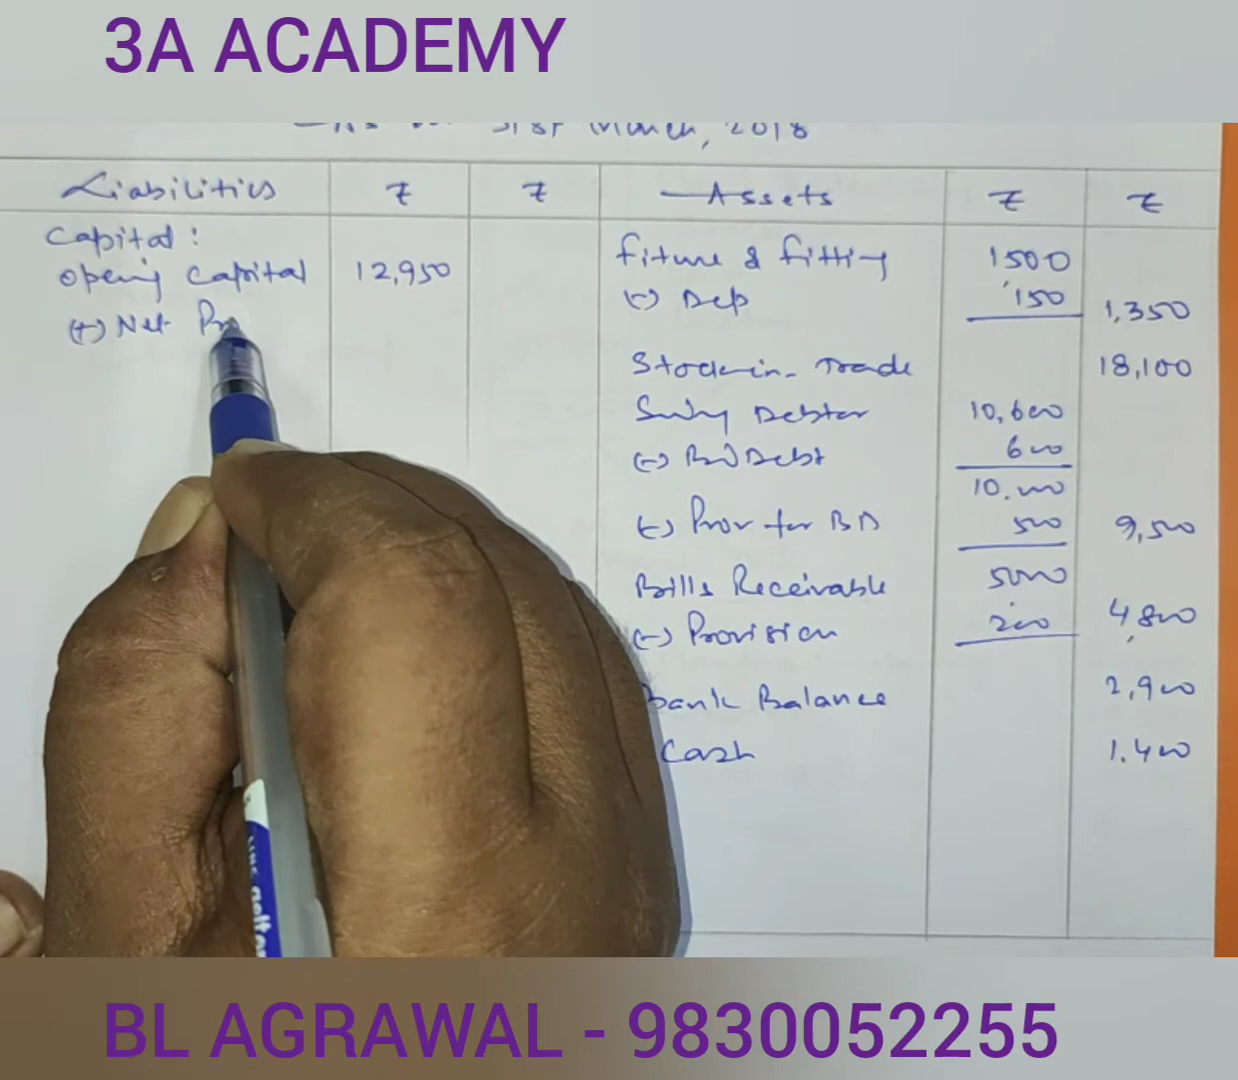 3A ACADEMY
31st March, 2018
Liabilities ₹ ₹ Assets ₹ ₹
Capital:
opening capital 12,950
(+) Net Pr
fiture & fitting 1500
(-) Dep 150 1,350
Stock-in-Trade 18,100
Debtor 10,600
(-) Bad Debt 600
10,000
(-) Prov for BD 500 9,500
Bills Receivable 5000
(-) Provision 200 4,800
Bank Balance 2,900
Cash 1,400
Linc
BL AGRAWAL - 9830052255